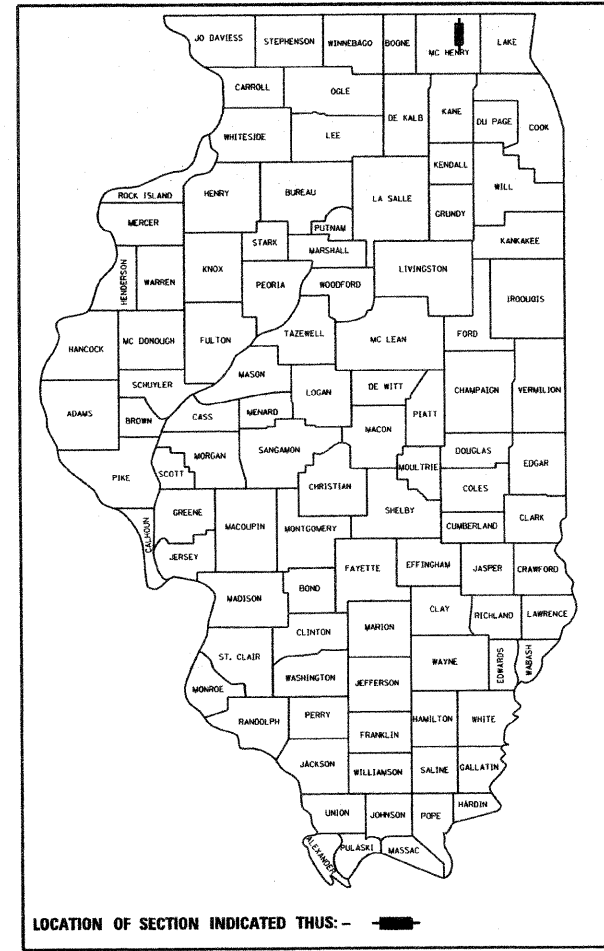 JO DAVIESS
STEPHENSON
WINNEBAGO
BOONE
MC HENRY
LAKE
CARROLL
OGLE
DE KALB
KANE
DU PAGE
COOK
WHITESIDE
LEE
KENDALL
WILL
ROCK ISLAND
HENRY
BUREAU
LA SALLE
GRUNDY
MERCER
PUTNAM
KANKAKEE
STARK
MARSHALL
HENDERSON
WARREN
KNOX
PEORIA
WOODFORD
LIVINGSTON
IROQUOIS
HANCOCK
MC DONOUGH
FULTON
TAZEWELL
MC LEAN
FORD
MASON
SCHUYLER
LOGAN
DE WITT
CHAMPAIGN
VERMILION
ADAMS
BROWN
CASS
MENARD
MACON
PIATT
MORGAN
SANGAMON
DOUGLAS
EDGAR
PIKE
SCOTT
CHRISTIAN
MOULTRIE
COLES
GREENE
MACOUPIN
MONTGOMERY
SHELBY
CUMBERLAND
CLARK
CALHOUN
JERSEY
FAYETTE
EFFINGHAM
JASPER
CRAWFORD
MADISON
BOND
CLAY
RICHLAND
LAWRENCE
CLINTON
MARION
ST. CLAIR
WAYNE
EDWARDS
WABASH
WASHINGTON
JEFFERSON
MONROE
RANDOLPH
PERRY
HAMILTON
WHITE
FRANKLIN
JACKSON
WILLIAMSON
SALINE
GALLATIN
UNION
JOHNSON
POPE
HARDIN
ALEXANDER
PULASKI
MASSAC
LOCATION OF SECTION INDICATED THUS: -